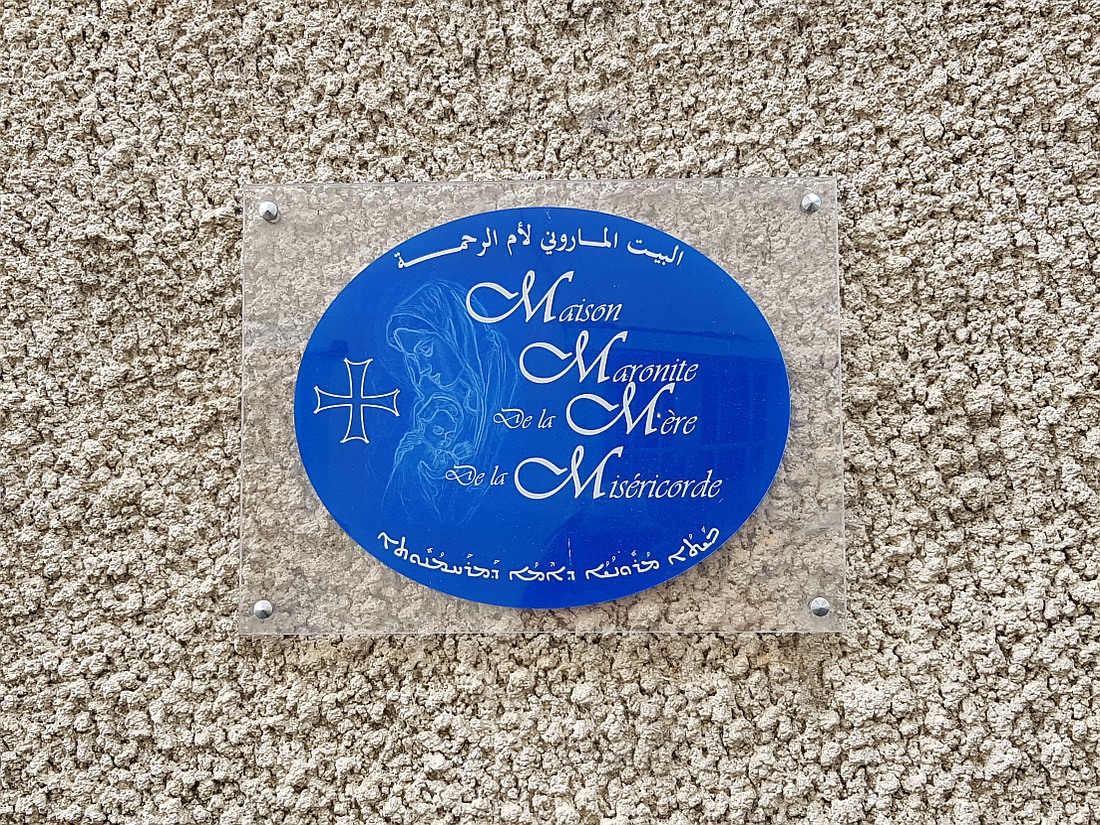 البيت الماروني لأم الرحمة
Maison
Maronite
De la Mère
De la Miséricorde